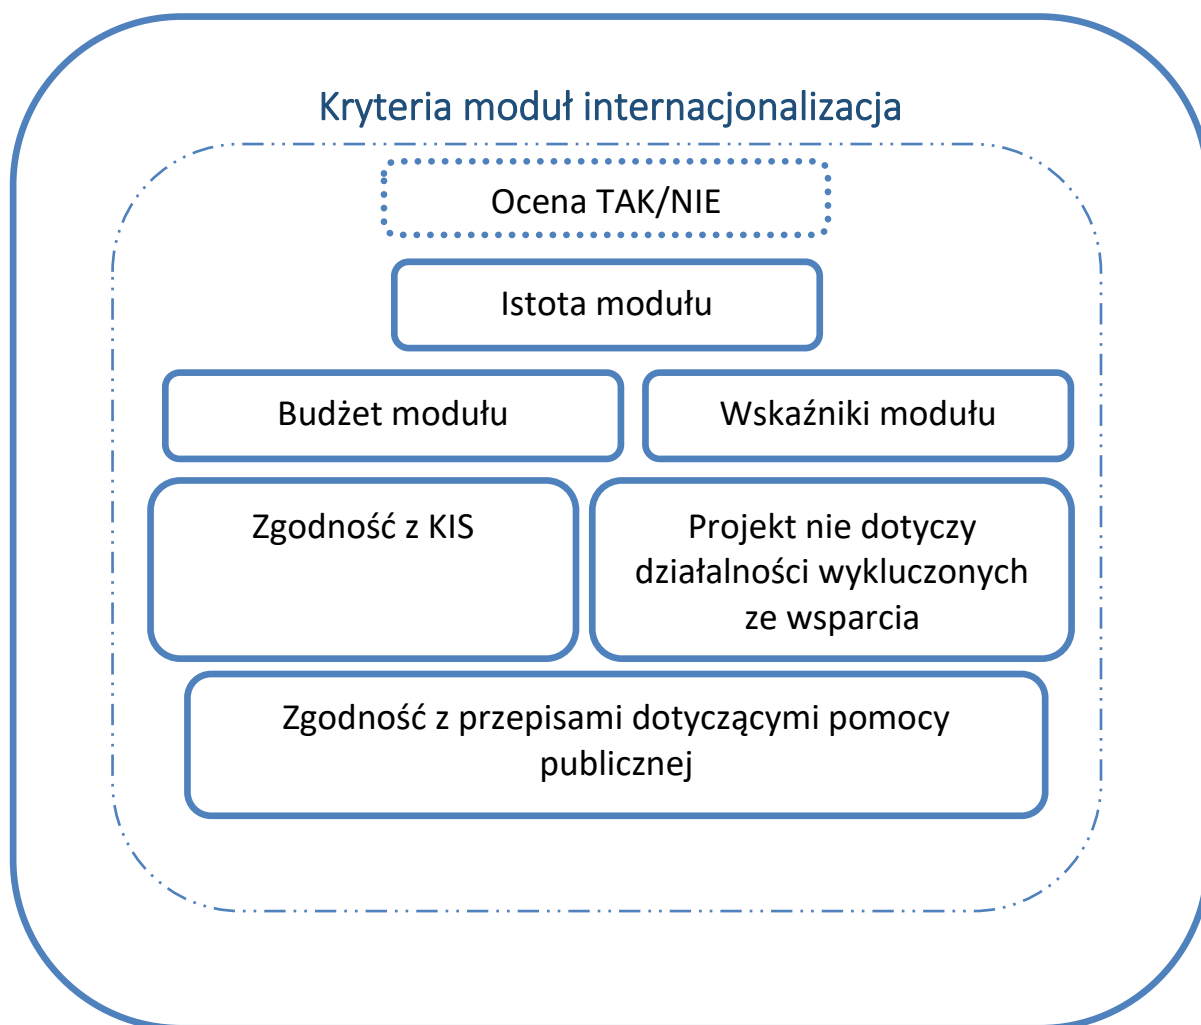 Kryteria moduł internacjonalizacja
Ocena TAK/NIE
Istota modułu
Budżet modułu
Wskaźniki modułu
Zgodność z KIS
Projekt nie dotyczy
działalności wykluczonych
ze wsparcia
Zgodność z przepisami dotyczącymi pomocy
publicznej